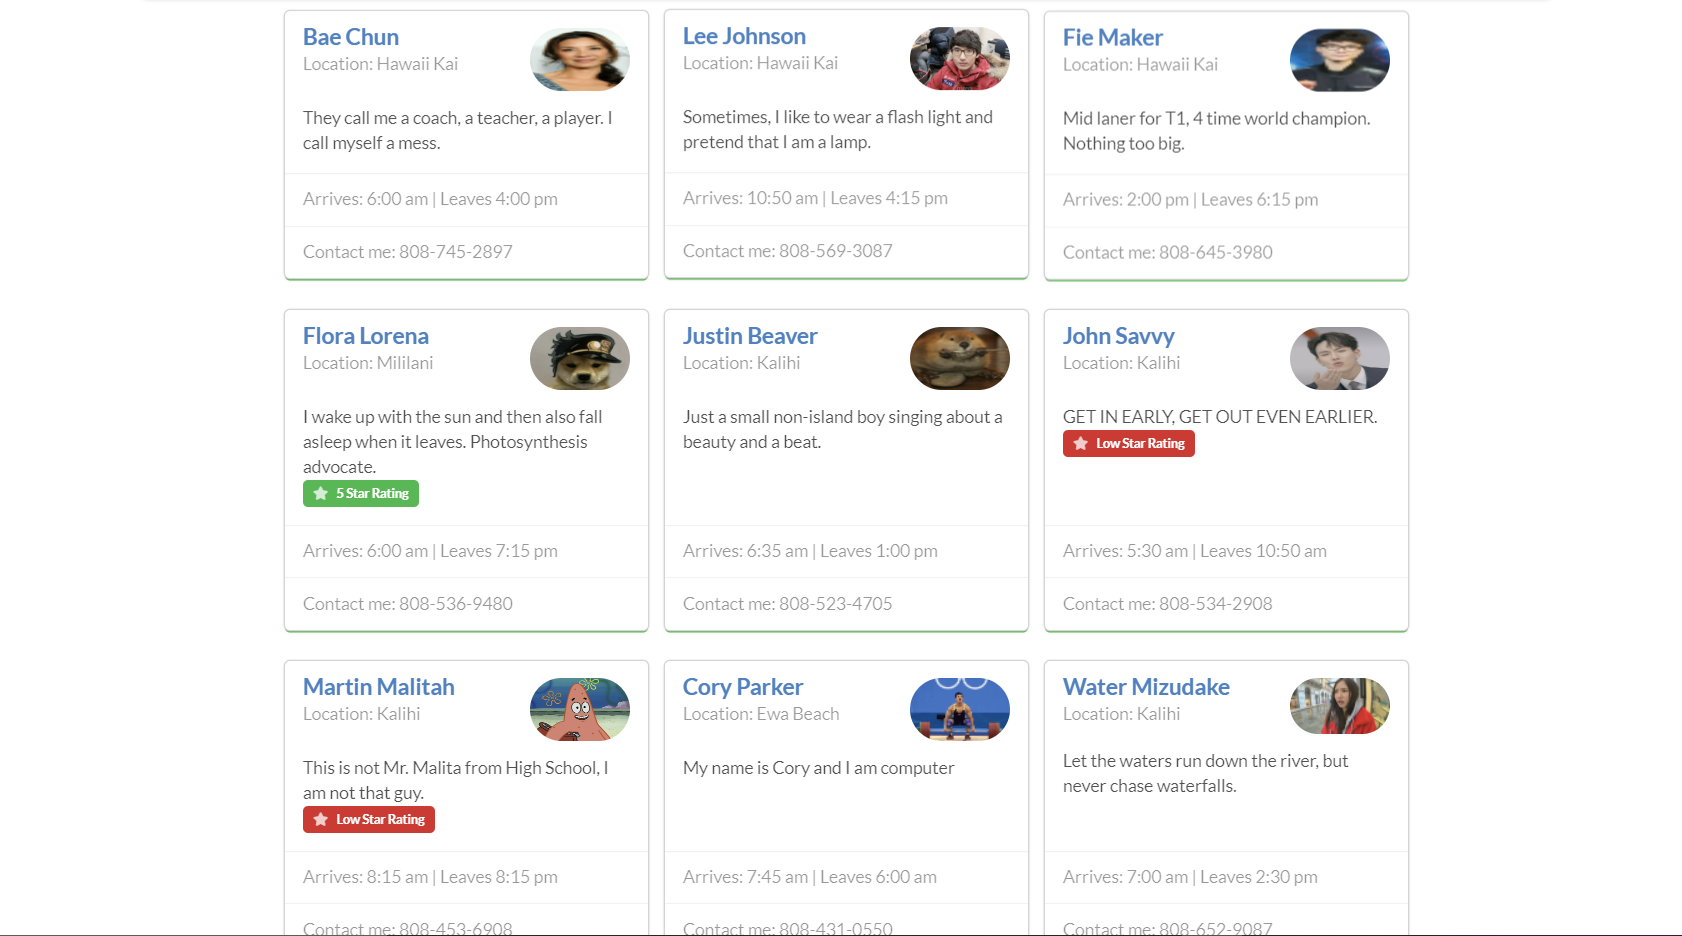 Bae Chun
Location: Hawaii Kai
They call me a coach, a teacher, a player. I
call myself a mess.
Arrives: 6:00 am | Leaves 4:00 pm
Contact me: 808-745-2897
Lee Johnson
Location: Hawaii Kai
Sometimes, I like to wear a flash light and
pretend that I am a lamp.
Arrives: 10:50 am | Leaves 4:15 pm
Contact me: 808-569-3087
Fie Maker
Location: Hawaii Kai
Mid laner for T1, 4 time world champion.
Nothing too big.
Arrives: 2:00 pm | Leaves 6:15 pm
Contact me: 808-645-3980
Flora Lorena
Location: Mililani
I wake up with the sun and then also fall
asleep when it leaves. Photosynthesis
advocate.
5 Star Rating
Arrives: 6:00 am | Leaves 7:15 pm
Contact me: 808-536-9480
Justin Beaver
Location: Kalihi
Just a small non-island boy singing about a
beauty and a beat.
Arrives: 6:35 am | Leaves 1:00 pm
Contact me: 808-523-4705
John Savvy
Location: Kalihi
GET IN EARLY, GET OUT EVEN EARLIER.
Low Star Rating
Arrives: 5:30 am | Leaves 10:50 am
Contact me: 808-534-2908
Martin Malitah
Location: Kalihi
This is not Mr. Malita from High School, I
am not that guy.
Low Star Rating
Arrives: 8:15 am | Leaves 8:15 pm
Contact me: 808-453-6908
Cory Parker
Location: Ewa Beach
My name is Cory and I am computer
Arrives: 7:45 am | Leaves 6:00 am
Contact me: 808-431-0550
Water Mizudake
Location: Kalihi
Let the waters run down the river, but
never chase waterfalls.
Arrives: 7:00 am | Leaves 2:30 pm
Contact me: 808-652-9087